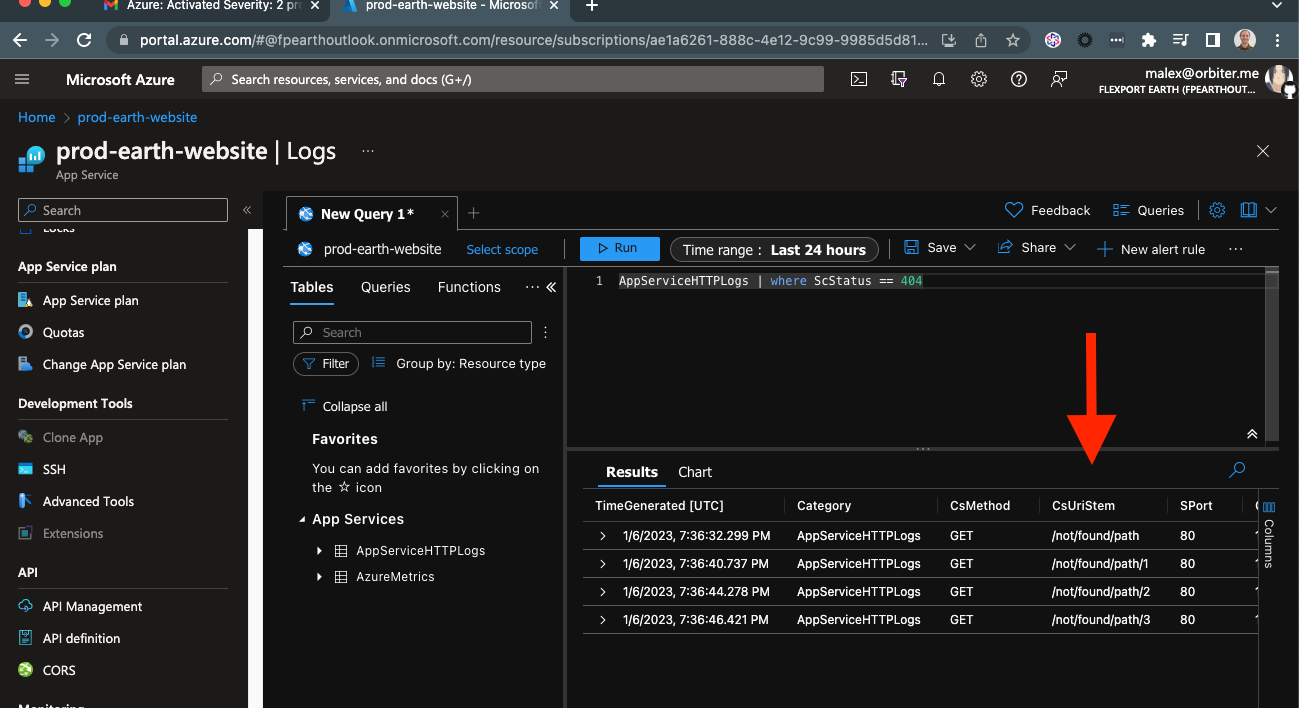 Azure: Activated Severity: 2 pr
prod-earth-website - Microsoft
portal.azure.com/#@fpearthoutlook.onmicrosoft.com/resource/subscriptions/ae1a6261-888c-4e12-9c99-9985d5d81...
Microsoft Azure
Search resources, services, and docs (G+/)
malex@orbiter.me
FLEXPORT EARTH (FPEARTHOUT...
Home > prod-earth-website
prod-earth-website | Logs ...
App Service
Search
Locks
App Service plan
App Service plan
Quotas
Change App Service plan
Development Tools
Clone App
SSH
Advanced Tools
Extensions
API
API Management
API definition
CORS
Monitoring
New Query 1*
Feedback
Queries
prod-earth-website
Select scope
Run
Time range : Last 24 hours
Save
Share
New alert rule
...
Tables
Queries
Functions
...
Search
Filter
Group by: Resource type
Collapse all
Favorites
You can add favorites by clicking on
the ☆ icon
App Services
AppServiceHTTPLogs
AzureMetrics
1 AppServiceHTTPLogs | where ScStatus == 404
Results
Chart
TimeGenerated [UTC] Category CsMethod CsUriStem SPort
1/6/2023, 7:36:32.299 PM AppServiceHTTPLogs GET /not/found/path 80
1/6/2023, 7:36:40.737 PM AppServiceHTTPLogs GET /not/found/path/1 80
1/6/2023, 7:36:44.278 PM AppServiceHTTPLogs GET /not/found/path/2 80
1/6/2023, 7:36:46.421 PM AppServiceHTTPLogs GET /not/found/path/3 80
Columns